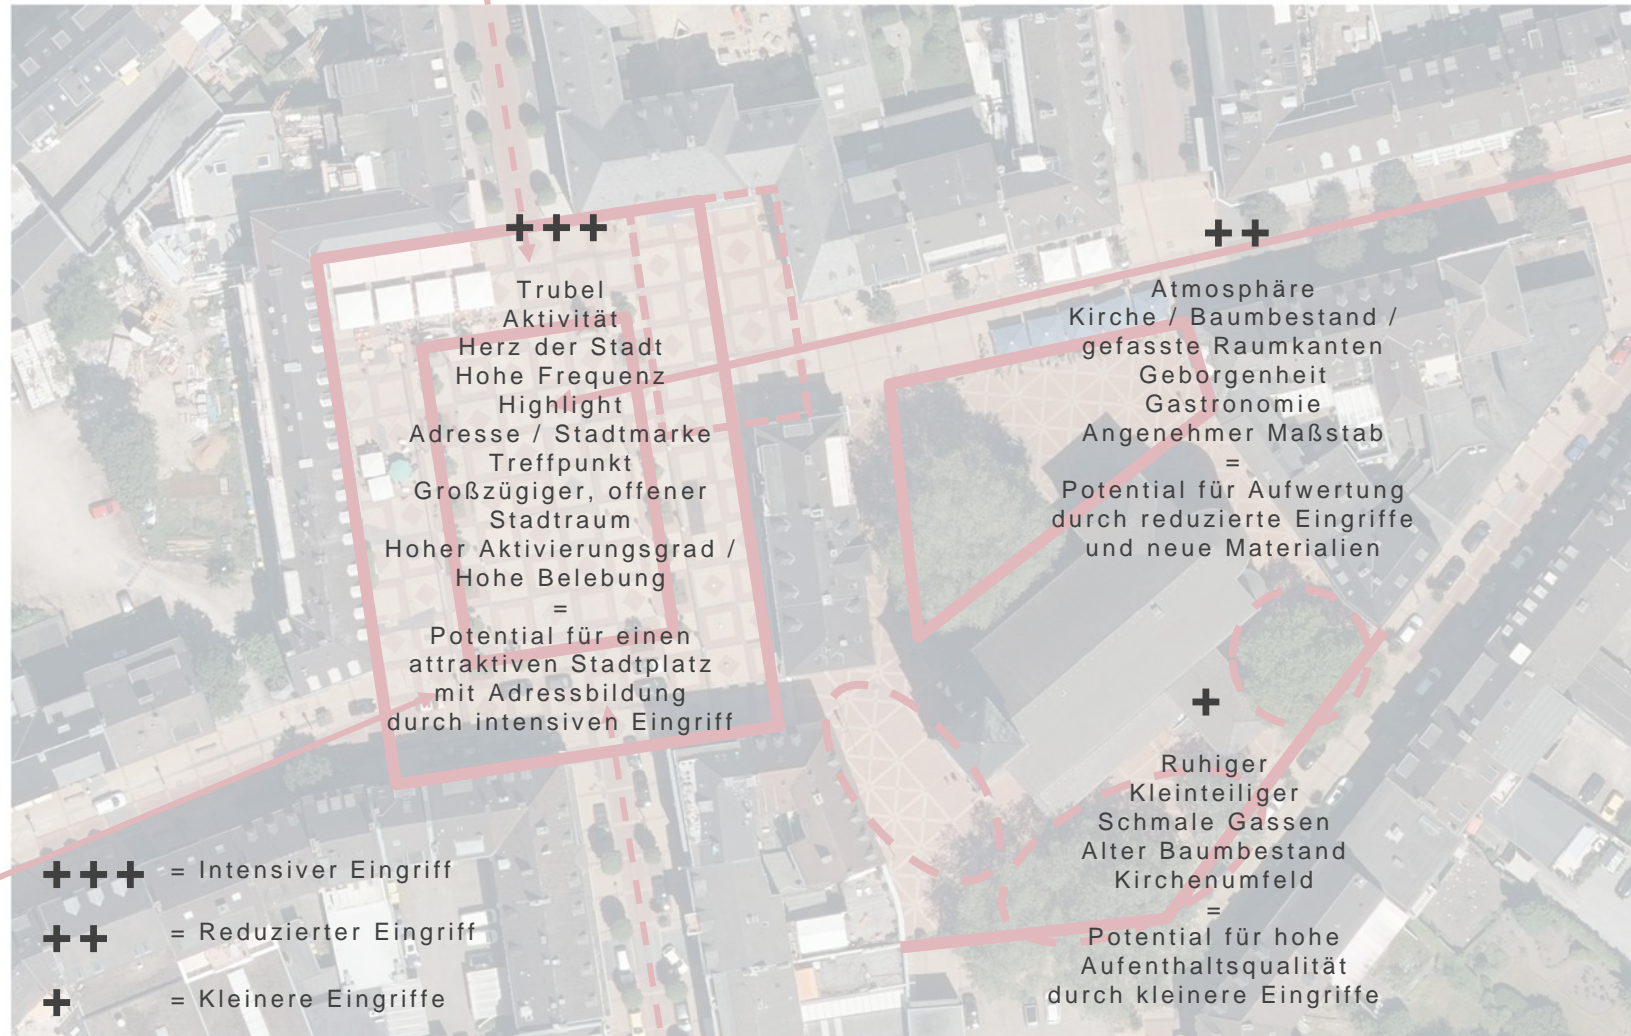 +++
Trubel
Aktivität
Herz der Stadt
Hohe Frequenz
Highlight
Adresse / Stadtmarke
Treffpunkt
Großzügiger, offener
Stadtraum
Hoher Aktivierungsgrad /
Hohe Belebung
=
Potential für einen
attraktiven Stadtplatz
mit Adressbildung
durch intensiven Eingriff
++
Atmosphäre
Kirche / Baumbestand /
gefasste Raumkanten
Geborgenheit
Gastronomie
Angenehmer Maßstab
=
Potential für Aufwertung
durch reduzierte Eingriffe
und neue Materialien
+
Ruhiger
Kleinteiliger
Schmale Gassen
Alter Baumbestand
Kirchenumfeld
=
Potential für hohe
Aufenthaltsqualität
durch kleinere Eingriffe
+++ = Intensiver Eingriff
++ = Reduzierter Eingriff
+ = Kleinere Eingriffe